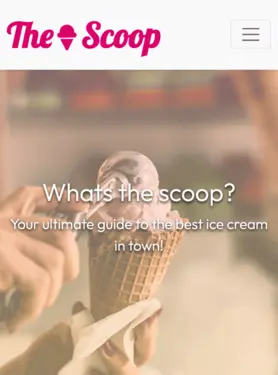 The Scoop
Whats the scoop?
Your ultimate guide to the best ice cream
in town!